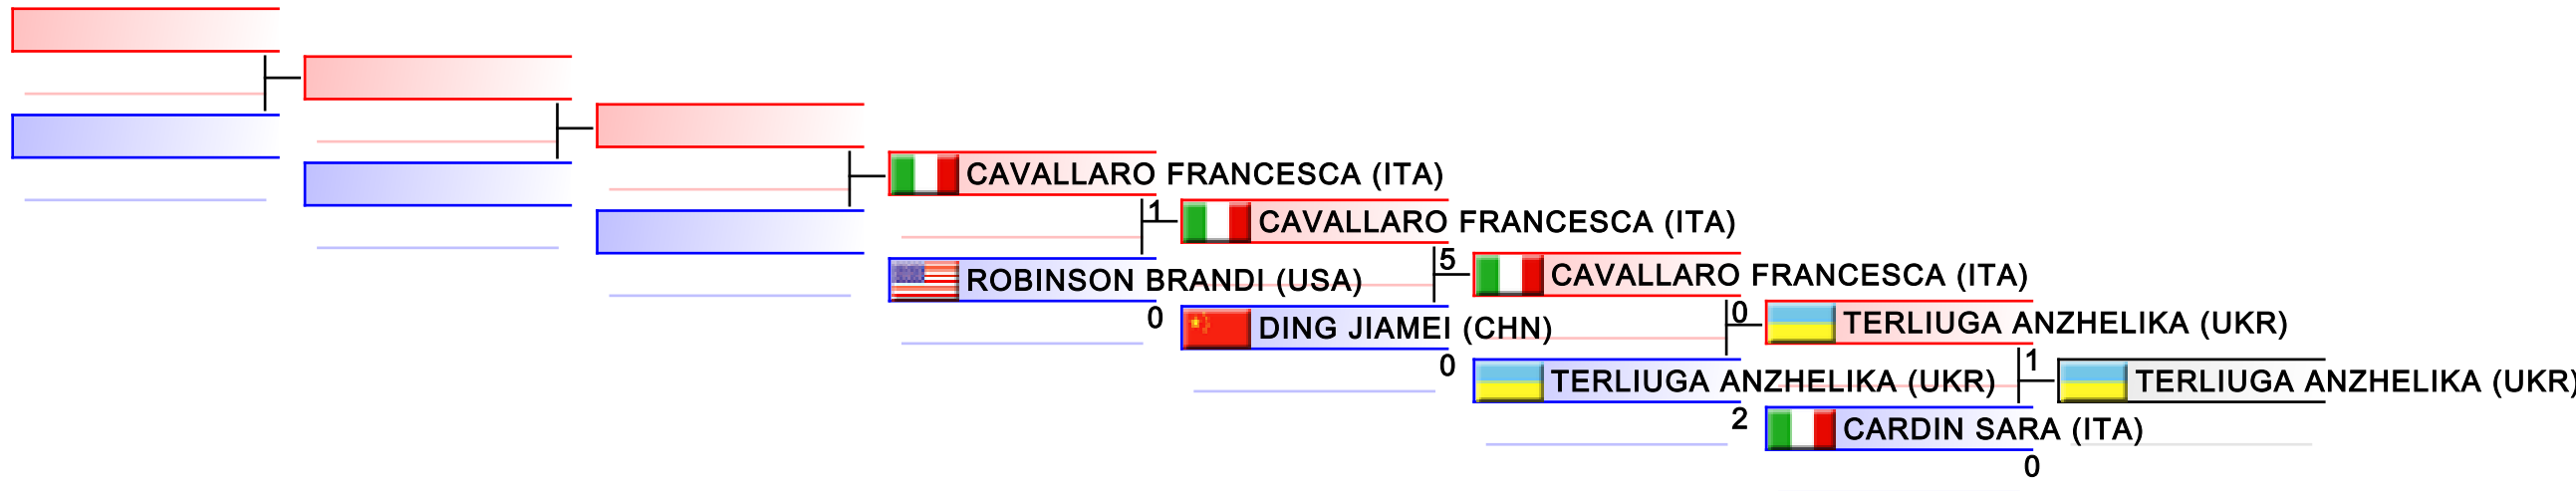 CAVALLARO FRANCESCA (ITA)
1
CAVALLARO FRANCESCA (ITA)
ROBINSON BRANDI (USA)
0
5
CAVALLARO FRANCESCA (ITA)
DING JIAMEI (CHN)
0
0
TERLIUGA ANZHELIKA (UKR)
TERLIUGA ANZHELIKA (UKR)
2
1
TERLIUGA ANZHELIKA (UKR)
CARDIN SARA (ITA)
0